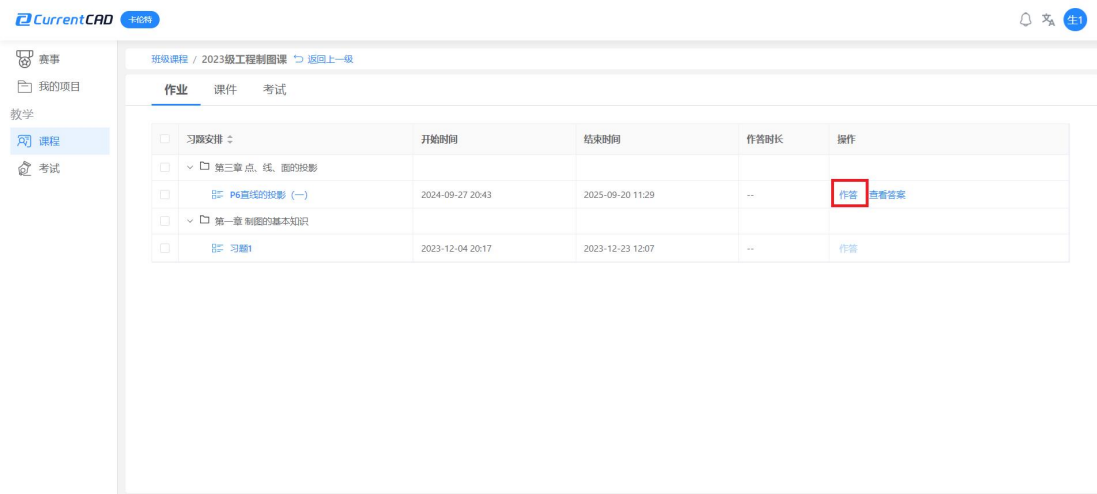 CurrentCAD 卡伦特 生1
赛事
我的项目
教学
课程
考试
班级课程 / 2023级工程制图课 返回上一级
作业 课件 考试
习题安排 开始时间 结束时间 作答时长 操作
第三章 点、线、面的投影
P6直线的投影（一） 2024-09-27 20:43 2025-09-20 11:29 -- 作答 查看答案
第一章 制图的基本知识
习题1 2023-12-04 20:17 2023-12-23 12:07 -- 作答